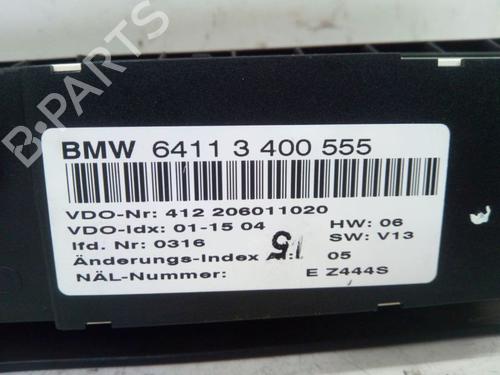 B-PARTS
BMW 6411 3 400 555
VDO-Nr: 412 206011020
VDO-Idx: 01-15 04 HW: 06
lfd. Nr: 0316 SW: V13
Änderungs-Index 05
15
NÄL-Nummer: E Z444S